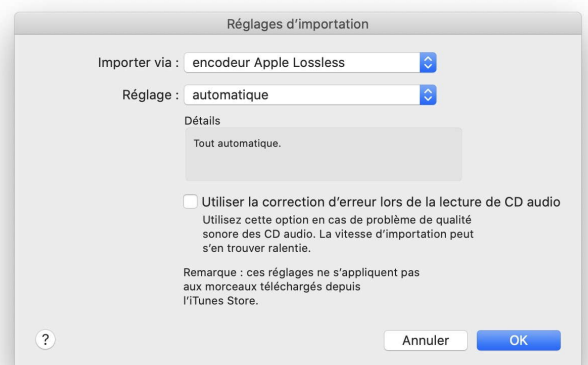 Réglages d’importation
Importer via : encodeur Apple Lossless
Réglage : automatique
Détails
Tout automatique.
Utiliser la correction d’erreur lors de la lecture de CD audio
Utilisez cette option en cas de problème de qualité
sonore des CD audio. La vitesse d’importation peut
s’en trouver ralentie.
Remarque : ces réglages ne s’appliquent pas
aux morceaux téléchargés depuis
l’iTunes Store.
? Annuler OK